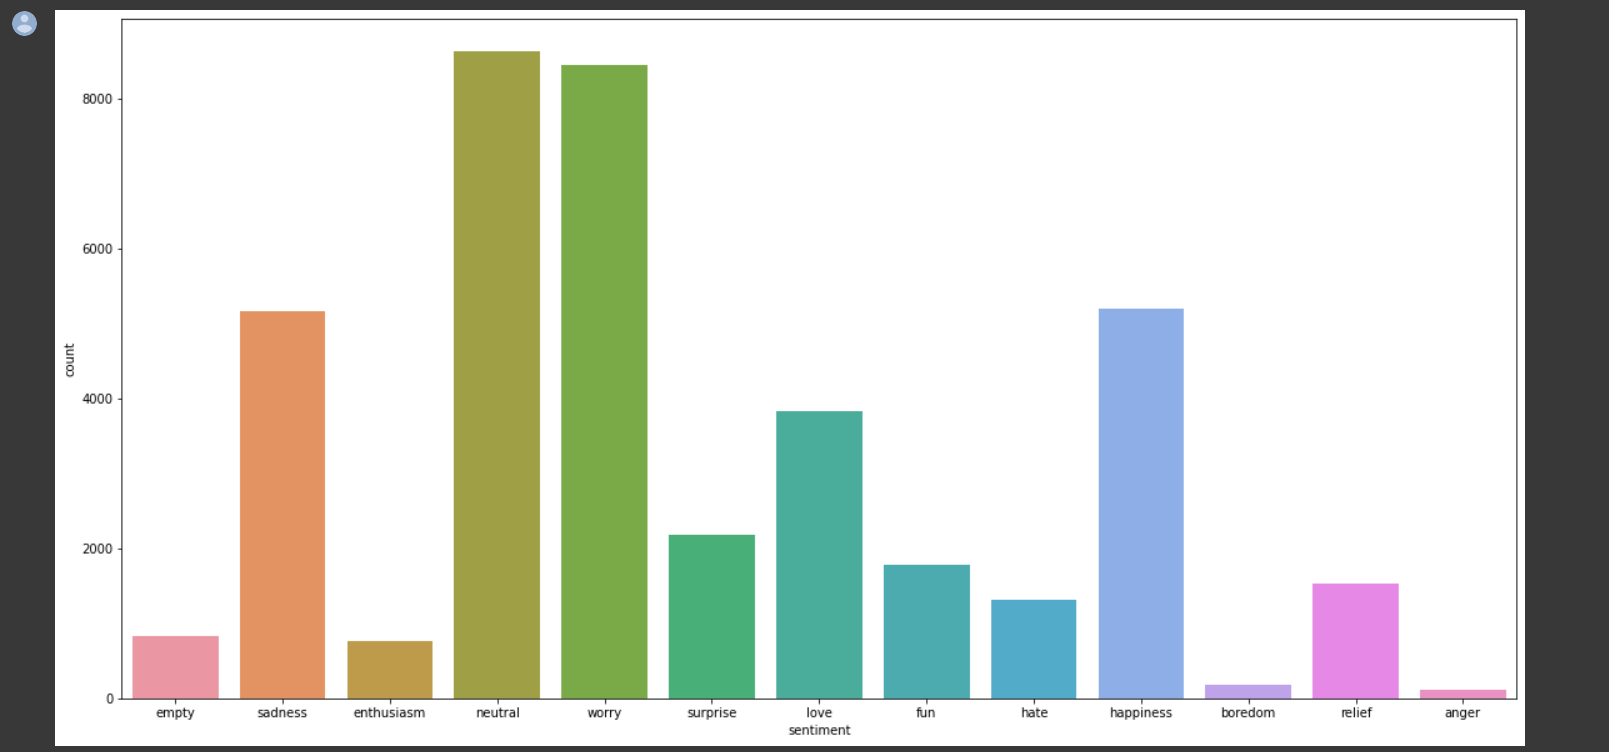 8000
6000
4000
2000
0
count
empty sadness enthusiasm neutral worry surprise love fun hate happiness boredom relief anger
sentiment